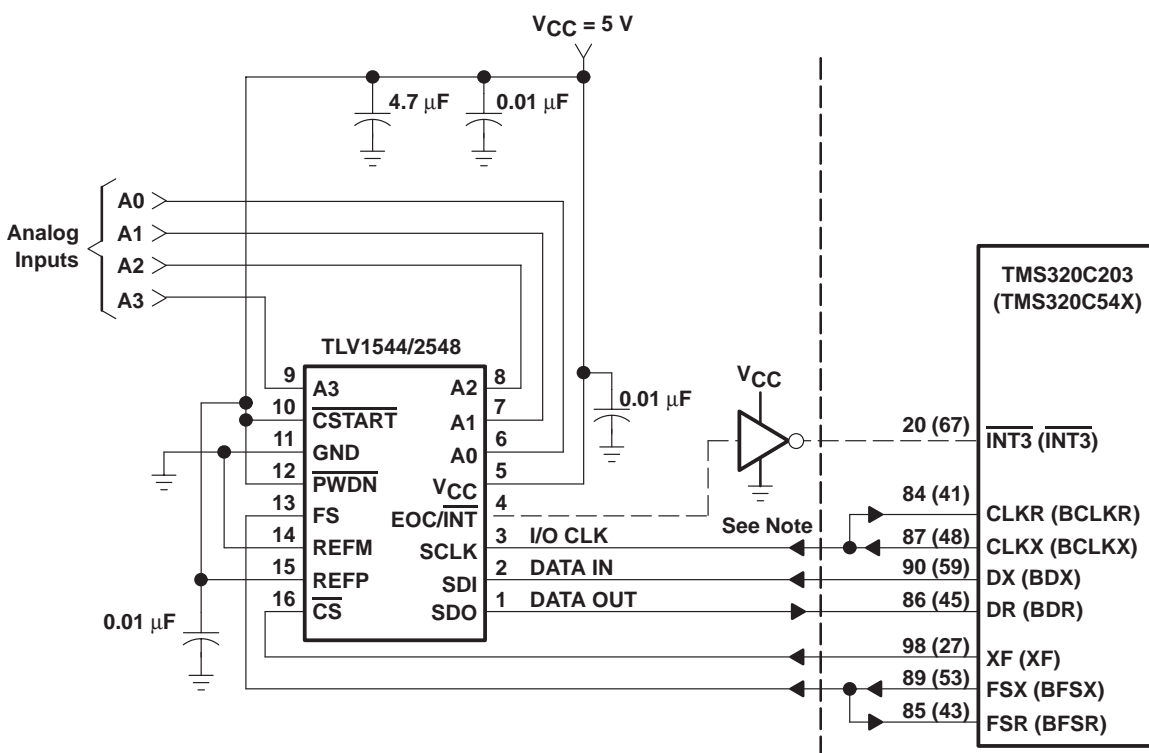 VCC = 5 V
4.7 μF
0.01 μF
Analog
Inputs
A0
A1
A2
A3
TLV1544/2548
9 A3
10 CSTART
11 GND
12 PWDN
13 FS
14 REFM
15 REFP
16 CS
A2 8
A1 7
A0 6
VCC 5
EOC/INT 4
SCLK 3 I/O CLK
SDI 2 DATA IN
SDO 1 DATA OUT
0.01 μF
0.01 μF
VCC
See Note
TMS320C203
(TMS320C54X)
20 (67) INT3 (INT3)
84 (41) CLKR (BCLKR)
87 (48) CLKX (BCLKX)
90 (59) DX (BDX)
86 (45) DR (BDR)
98 (27) XF (XF)
89 (53) FSX (BFSX)
85 (43) FSR (BFSR)